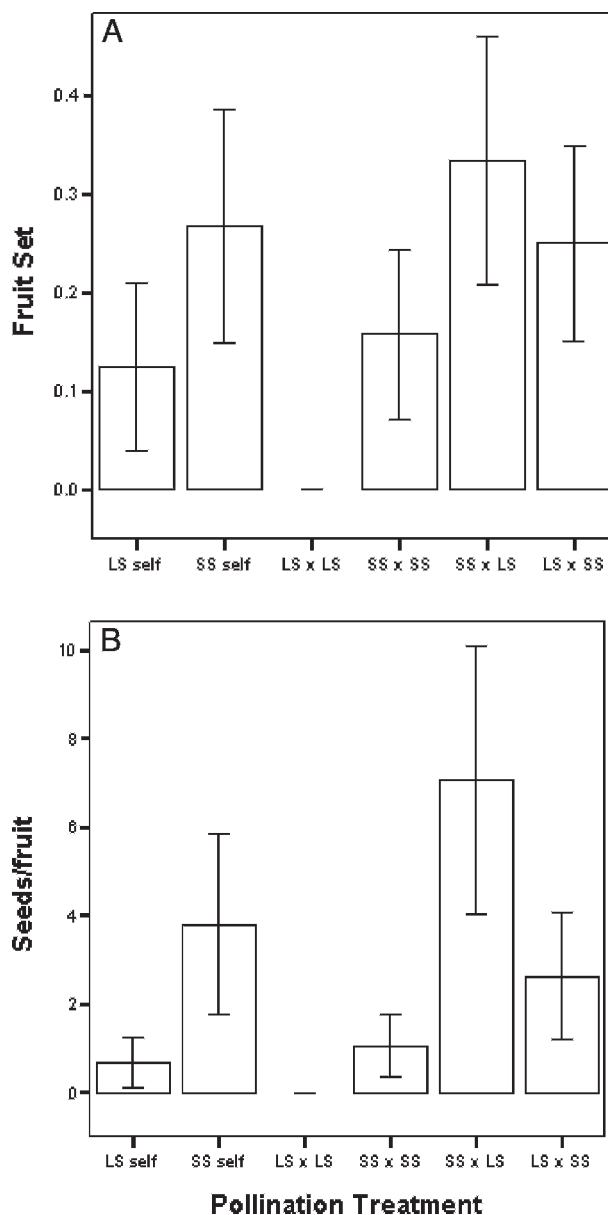 A
Fruit Set
0.4
0.3
0.2
0.1
0.0
LS self SS self LS x LS SS x SS SS x LS LS x SS
B
Seeds/fruit
10
8
6
4
2
0
LS self SS self LS x LS SS x SS SS x LS LS x SS
Pollination Treatment